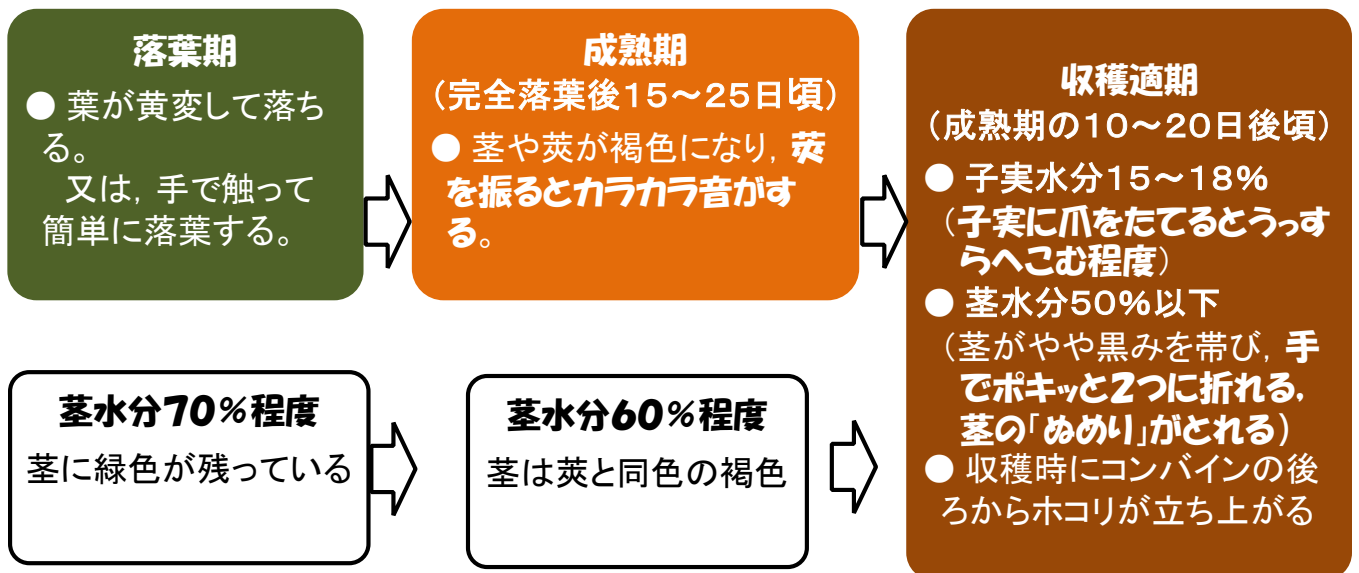 落葉期
● 葉が黄変して落ち
る。
又は，手で触って
簡単に落葉する。
成熟期
（完全落葉後１５～２５日頃）
● 茎や莢が褐色になり，莢
を振るとカラカラ音がす
る。
収穫適期
（成熟期の１０～２０日後頃）
● 子実水分１５～１８％
（子実に爪をたてるとうっす
らへこむ程度）
● 茎水分５０％以下
（茎がやや黒みを帯び，手
でポキッと２つに折れる，
茎の「ぬめり」がとれる）
● 収穫時にコンバインの後
ろからホコリが立ち上がる
茎水分７０％程度
茎に緑色が残っている
茎水分６０％程度
茎は莢と同色の褐色